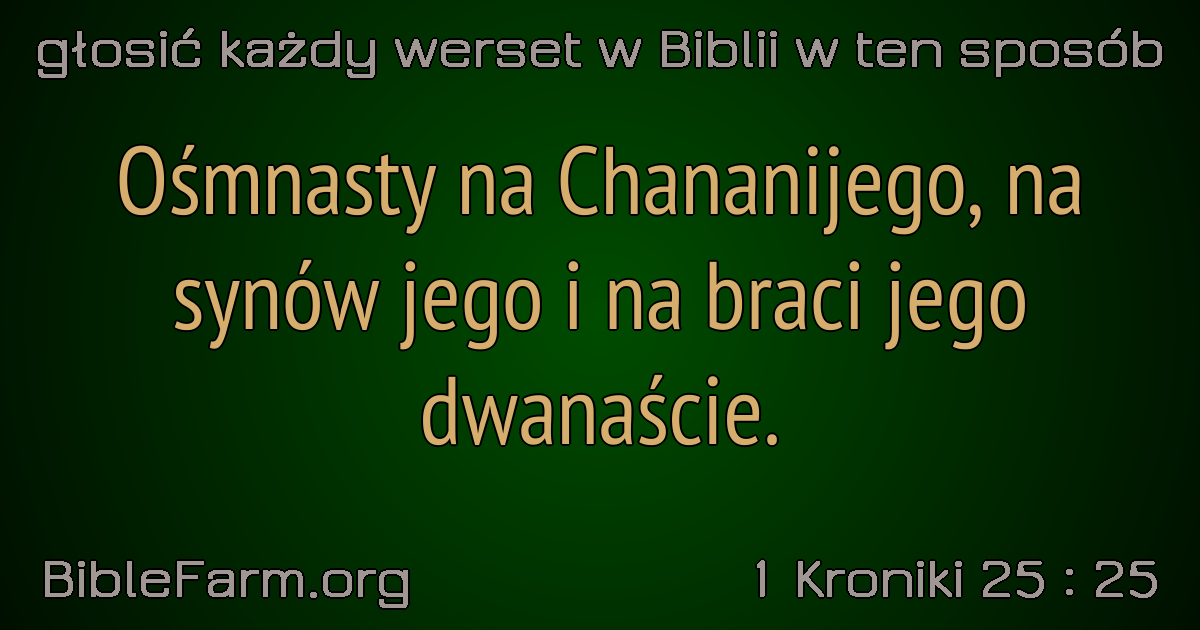 głosić każdy werset w Biblii w ten sposób
Ośmnasty na Chananijego, na
synów jego i na braci jego
dwanaście.
BibleFarm.org
1 Kroniki 25 : 25